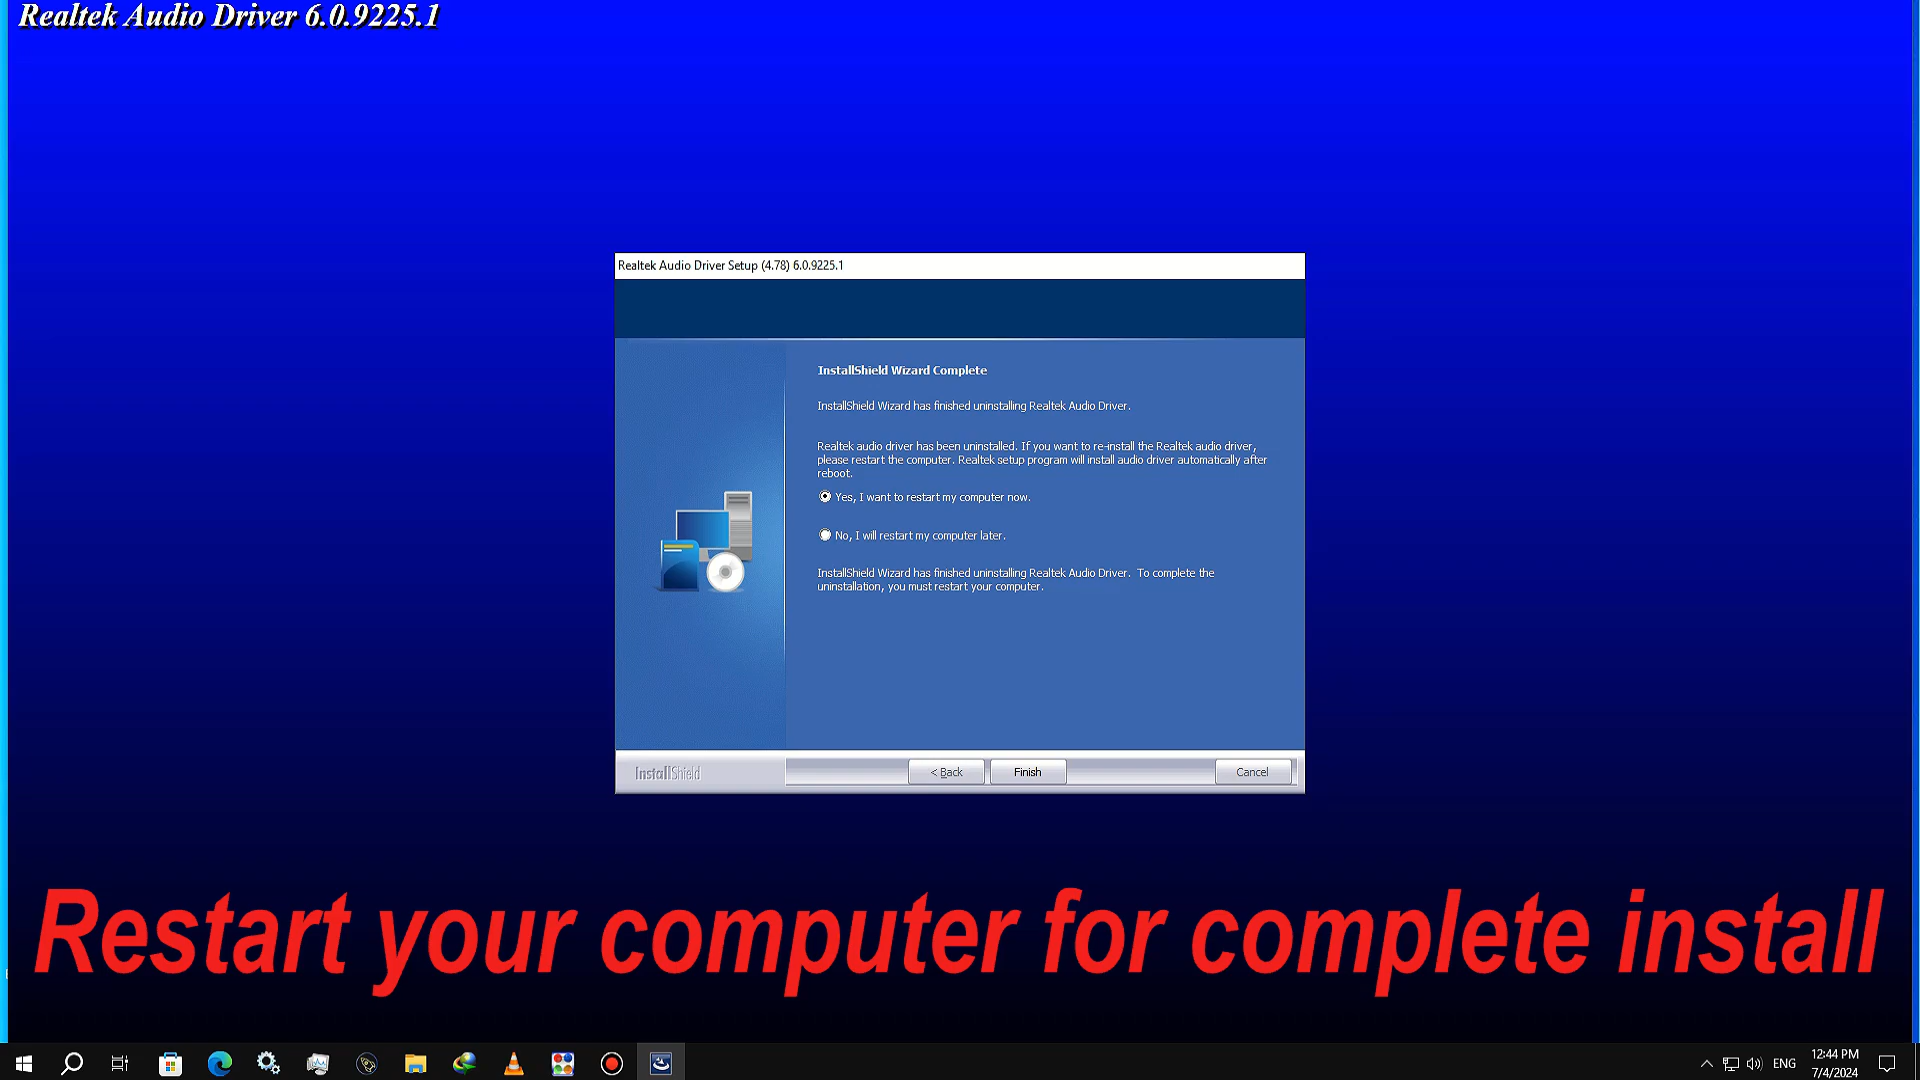 Realtek Audio Driver 6.0.9225.1
Realtek Audio Driver Setup (4.78) 6.0.9225.1
InstallShield Wizard Complete
InstallShield Wizard has finished uninstalling Realtek Audio Driver.
Realtek audio driver has been uninstalled. If you want to re-install the Realtek audio driver,
please restart the computer. Realtek setup program will install audio driver automatically after
reboot.
Yes, I want to restart my computer now.
No, I will restart my computer later.
InstallShield Wizard has finished uninstalling Realtek Audio Driver.  To complete the
uninstallation, you must restart your computer.
InstallShield
< Back
Finish
Cancel
Restart your computer for complete install
ENG
12:44 PM
7/4/2024